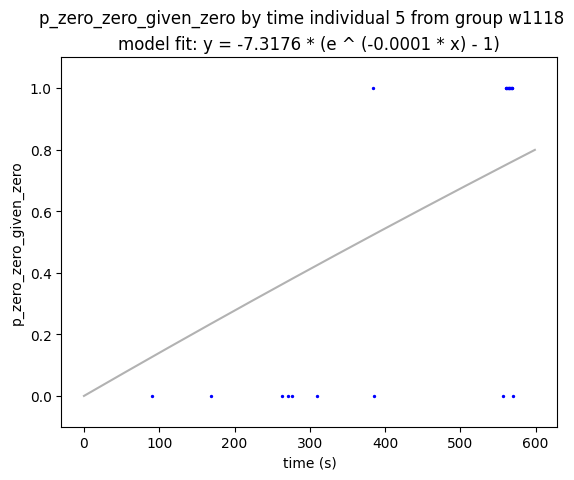 p_zero_zero_given_zero by time individual 5 from group w1118
model fit: y = -7.3176 * (e ^ (-0.0001 * x) - 1)
p_zero_zero_given_zero
1.0
0.8
0.6
0.4
0.2
0.0
0 100 200 300 400 500 600
time (s)